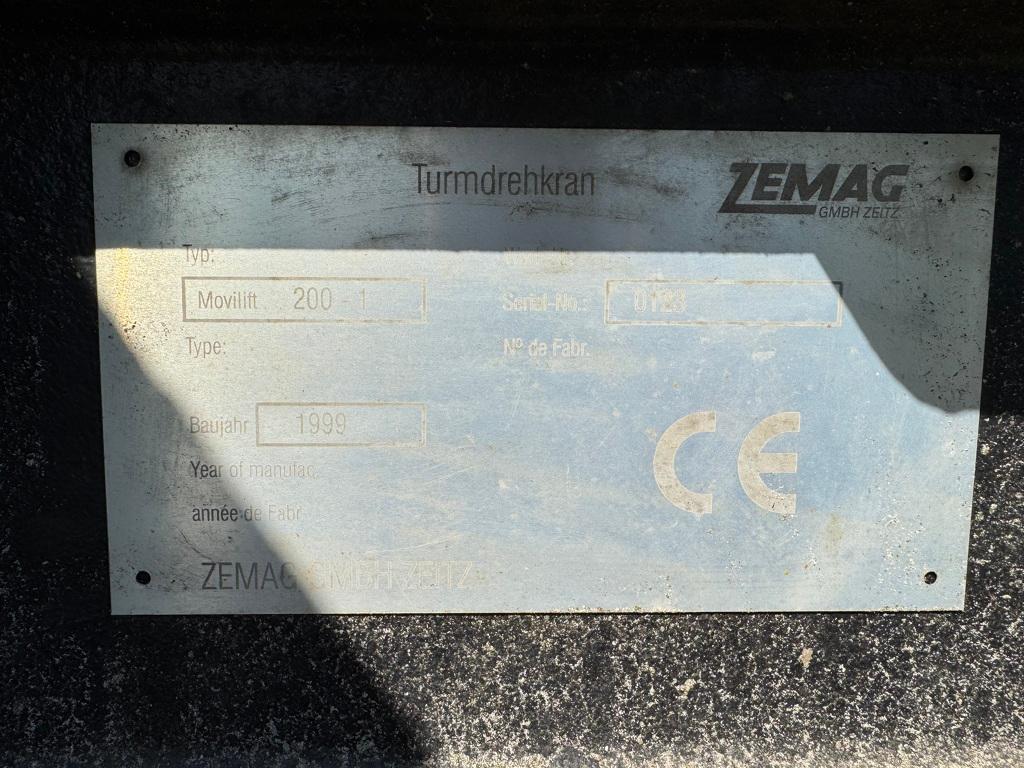 Turmdrehkran
ZEMAG
GMBH ZEITZ
Typ:
Movilift 200 - 1
Serial-No.: 0123
Type:
Nº de Fabr.
Baujahr 1999
Year of manufac.
année de Fabr
CE
ZEMAG GMBH ZEITZ